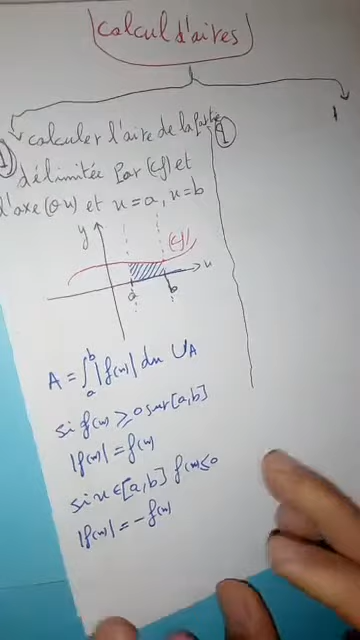 calcul d'aires
1
calculer l'aire de la partie
délimitée par (Cf) et
l'axe (ox) et x = a, x = b
y
(Cf)
x
a
b
A = ∫ₐᵇ |f(x)| dx UA
si f(x) ≥ 0 sur [a,b]
|f(x)| = f(x)
si x ∈ [a,b] f(x) ≤ 0
|f(x)| = - f(x)